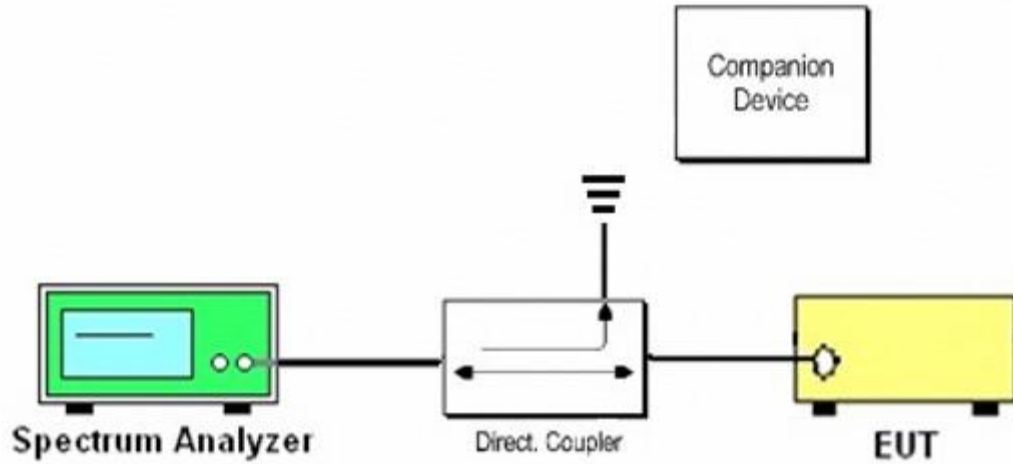 Companion
Device
Spectrum Analyzer
Direct. Coupler
EUT